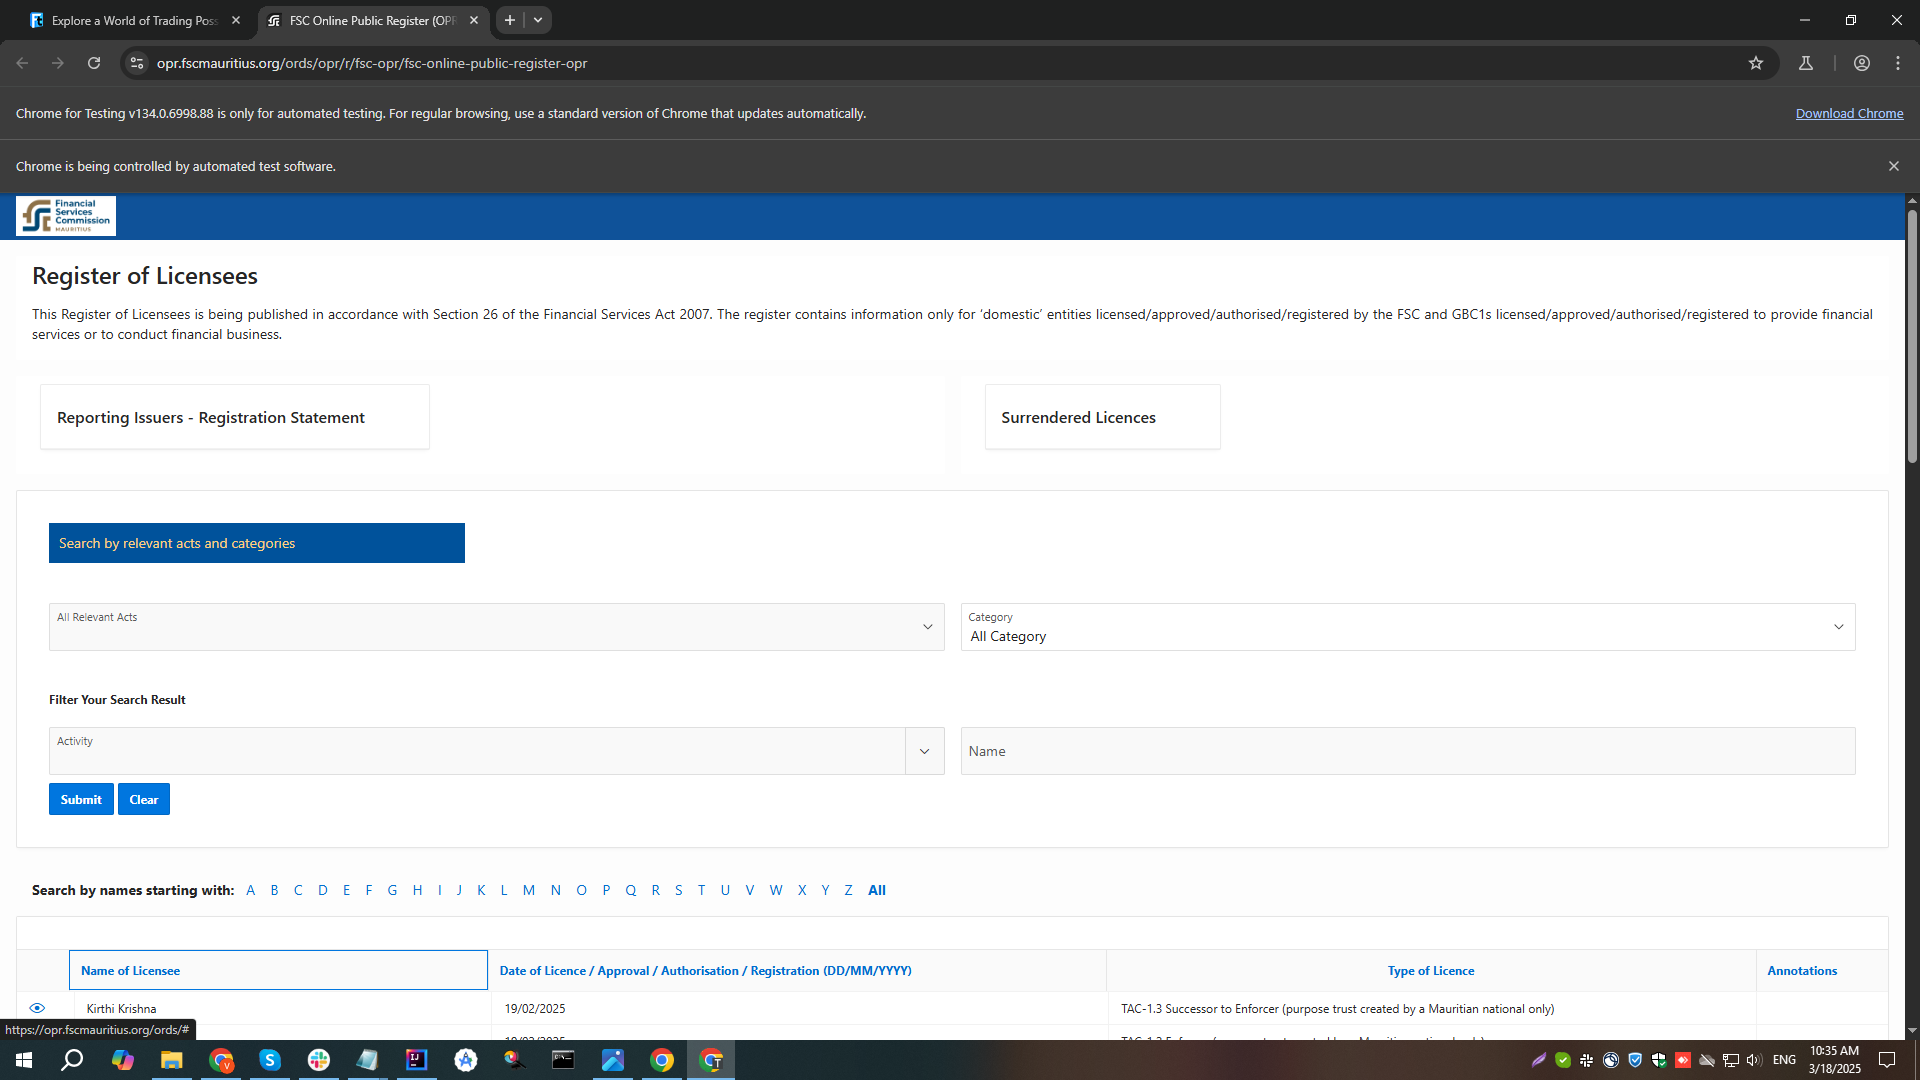 Explore a World of Trading Poss
FSC Online Public Register (OPR
opr.fscmauritius.org/ords/opr/r/fsc-opr/fsc-online-public-register-opr
Chrome for Testing v134.0.6998.88 is only for automated testing. For regular browsing, use a standard version of Chrome that updates automatically.
Download Chrome
Chrome is being controlled by automated test software.
Financial
Services
Commission
MAURITIUS
Register of Licensees
This Register of Licensees is being published in accordance with Section 26 of the Financial Services Act 2007. The register contains information only for ‘domestic’ entities licensed/approved/authorised/registered by the FSC and GBC1s licensed/approved/authorised/registered to provide financial
services or to conduct financial business.
Reporting Issuers - Registration Statement
Surrendered Licences
Search by relevant acts and categories
All Relevant Acts
Category
All Category
Filter Your Search Result
Activity
Name
Submit
Clear
Search by names starting with: A B C D E F G H I J K L M N O P Q R S T U V W X Y Z All
Name of Licensee
Date of Licence / Approval / Authorisation / Registration (DD/MM/YYYY)
Type of Licence
Annotations
Kirthi Krishna
19/02/2025
TAC-1.3 Successor to Enforcer (purpose trust created by a Mauritian national only)
https://opr.fscmauritius.org/ords/#
ENG
10:35 AM
3/18/2025